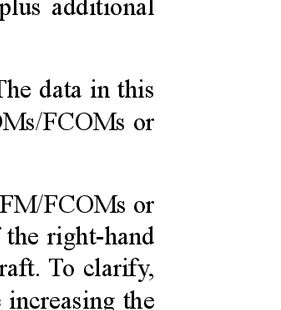 plus additional
The data in this
OMs/FCOMs or
FM/FCOMs or
the right-hand
raft. To clarify,
increasing the